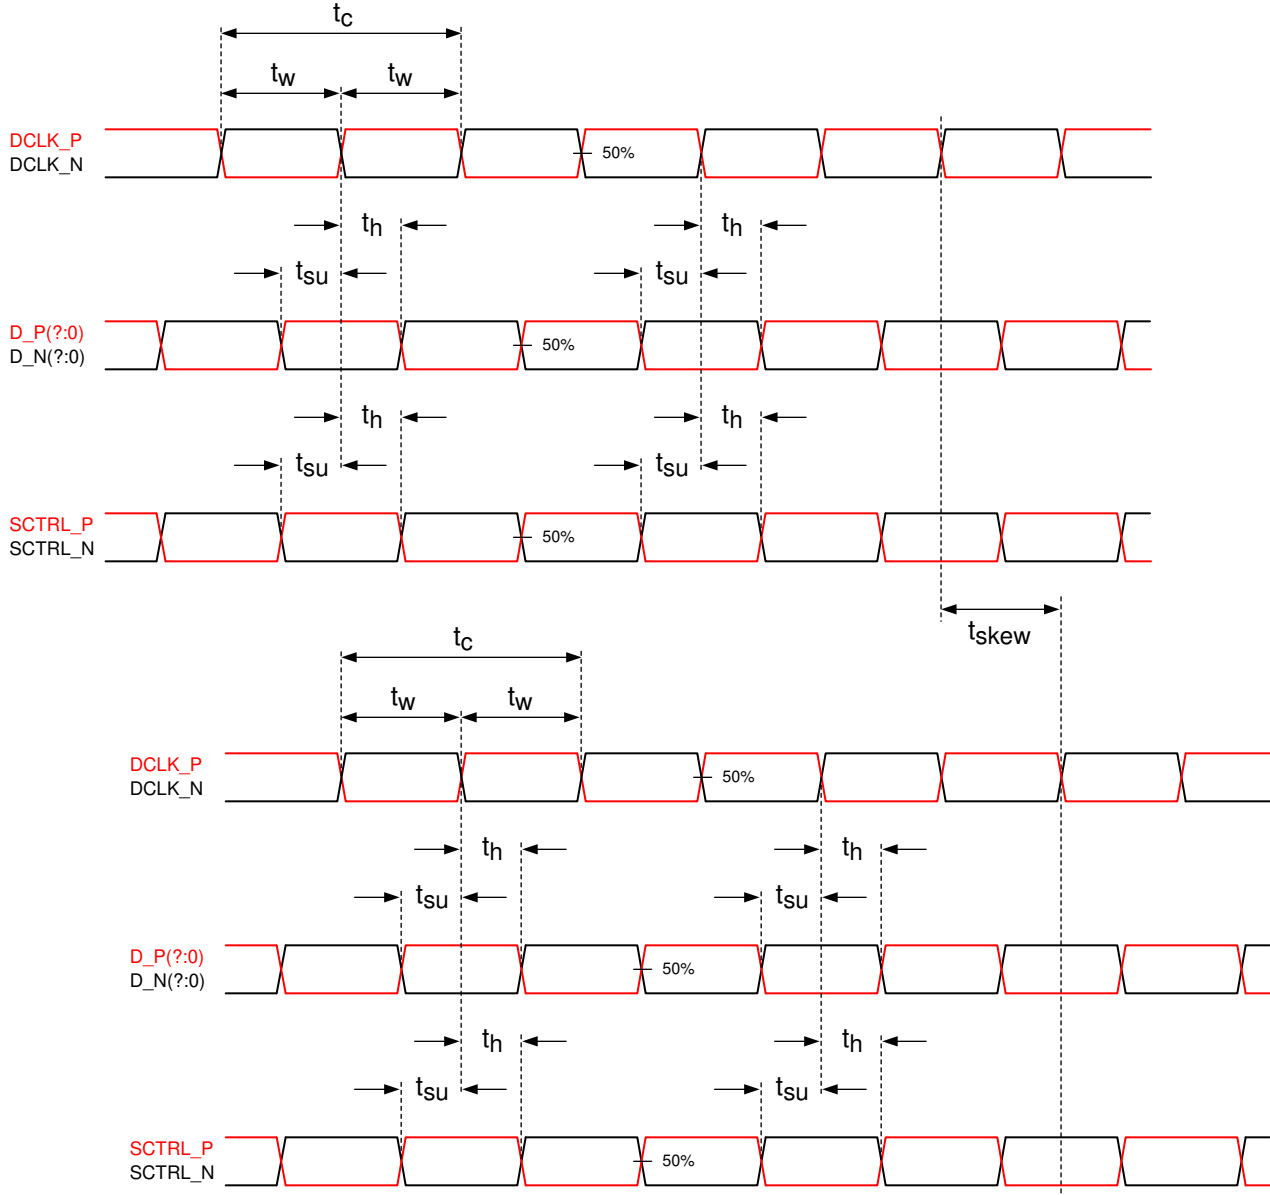 tc
tw tw
DCLK_P
DCLK_N
50%
th th
tsu tsu
D_P(?:0)
D_N(?:0)
50%
th th
tsu tsu
SCTRL_P
SCTRL_N
50%
tskew
tc
tw tw
DCLK_P
DCLK_N
50%
th th
tsu tsu
D_P(?:0)
D_N(?:0)
50%
th th
tsu tsu
SCTRL_P
SCTRL_N
50%